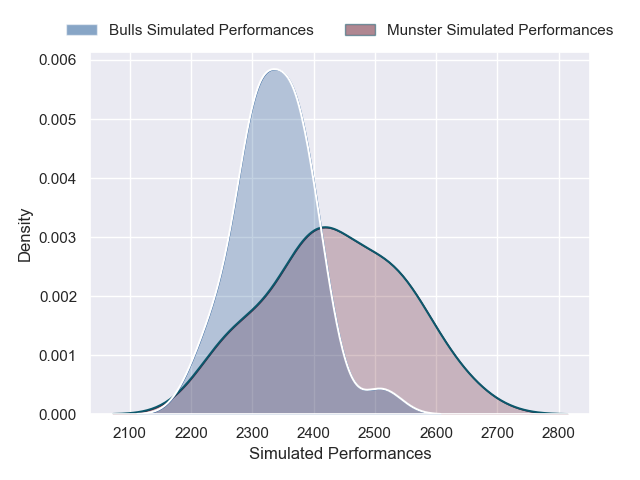 Bulls Simulated Performances Munster Simulated Performances
0.006
0.005
0.004
0.003
0.002
0.001
0.000
Density
2100 2200 2300 2400 2500 2600 2700 2800
Simulated Performances